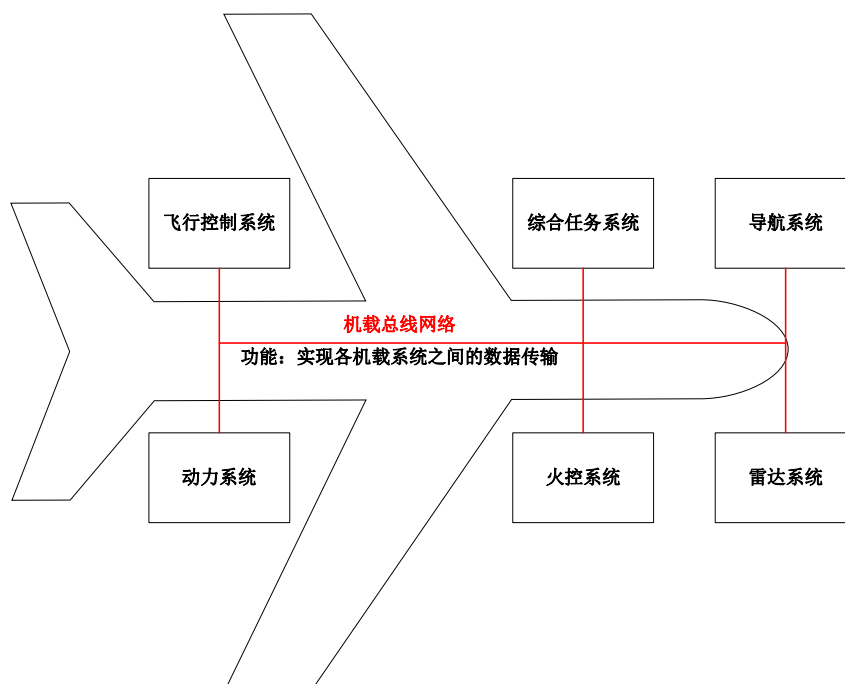 飞行控制系统
综合任务系统
导航系统
机载总线网络
功能：实现各机载系统之间的数据传输
动力系统
火控系统
雷达系统